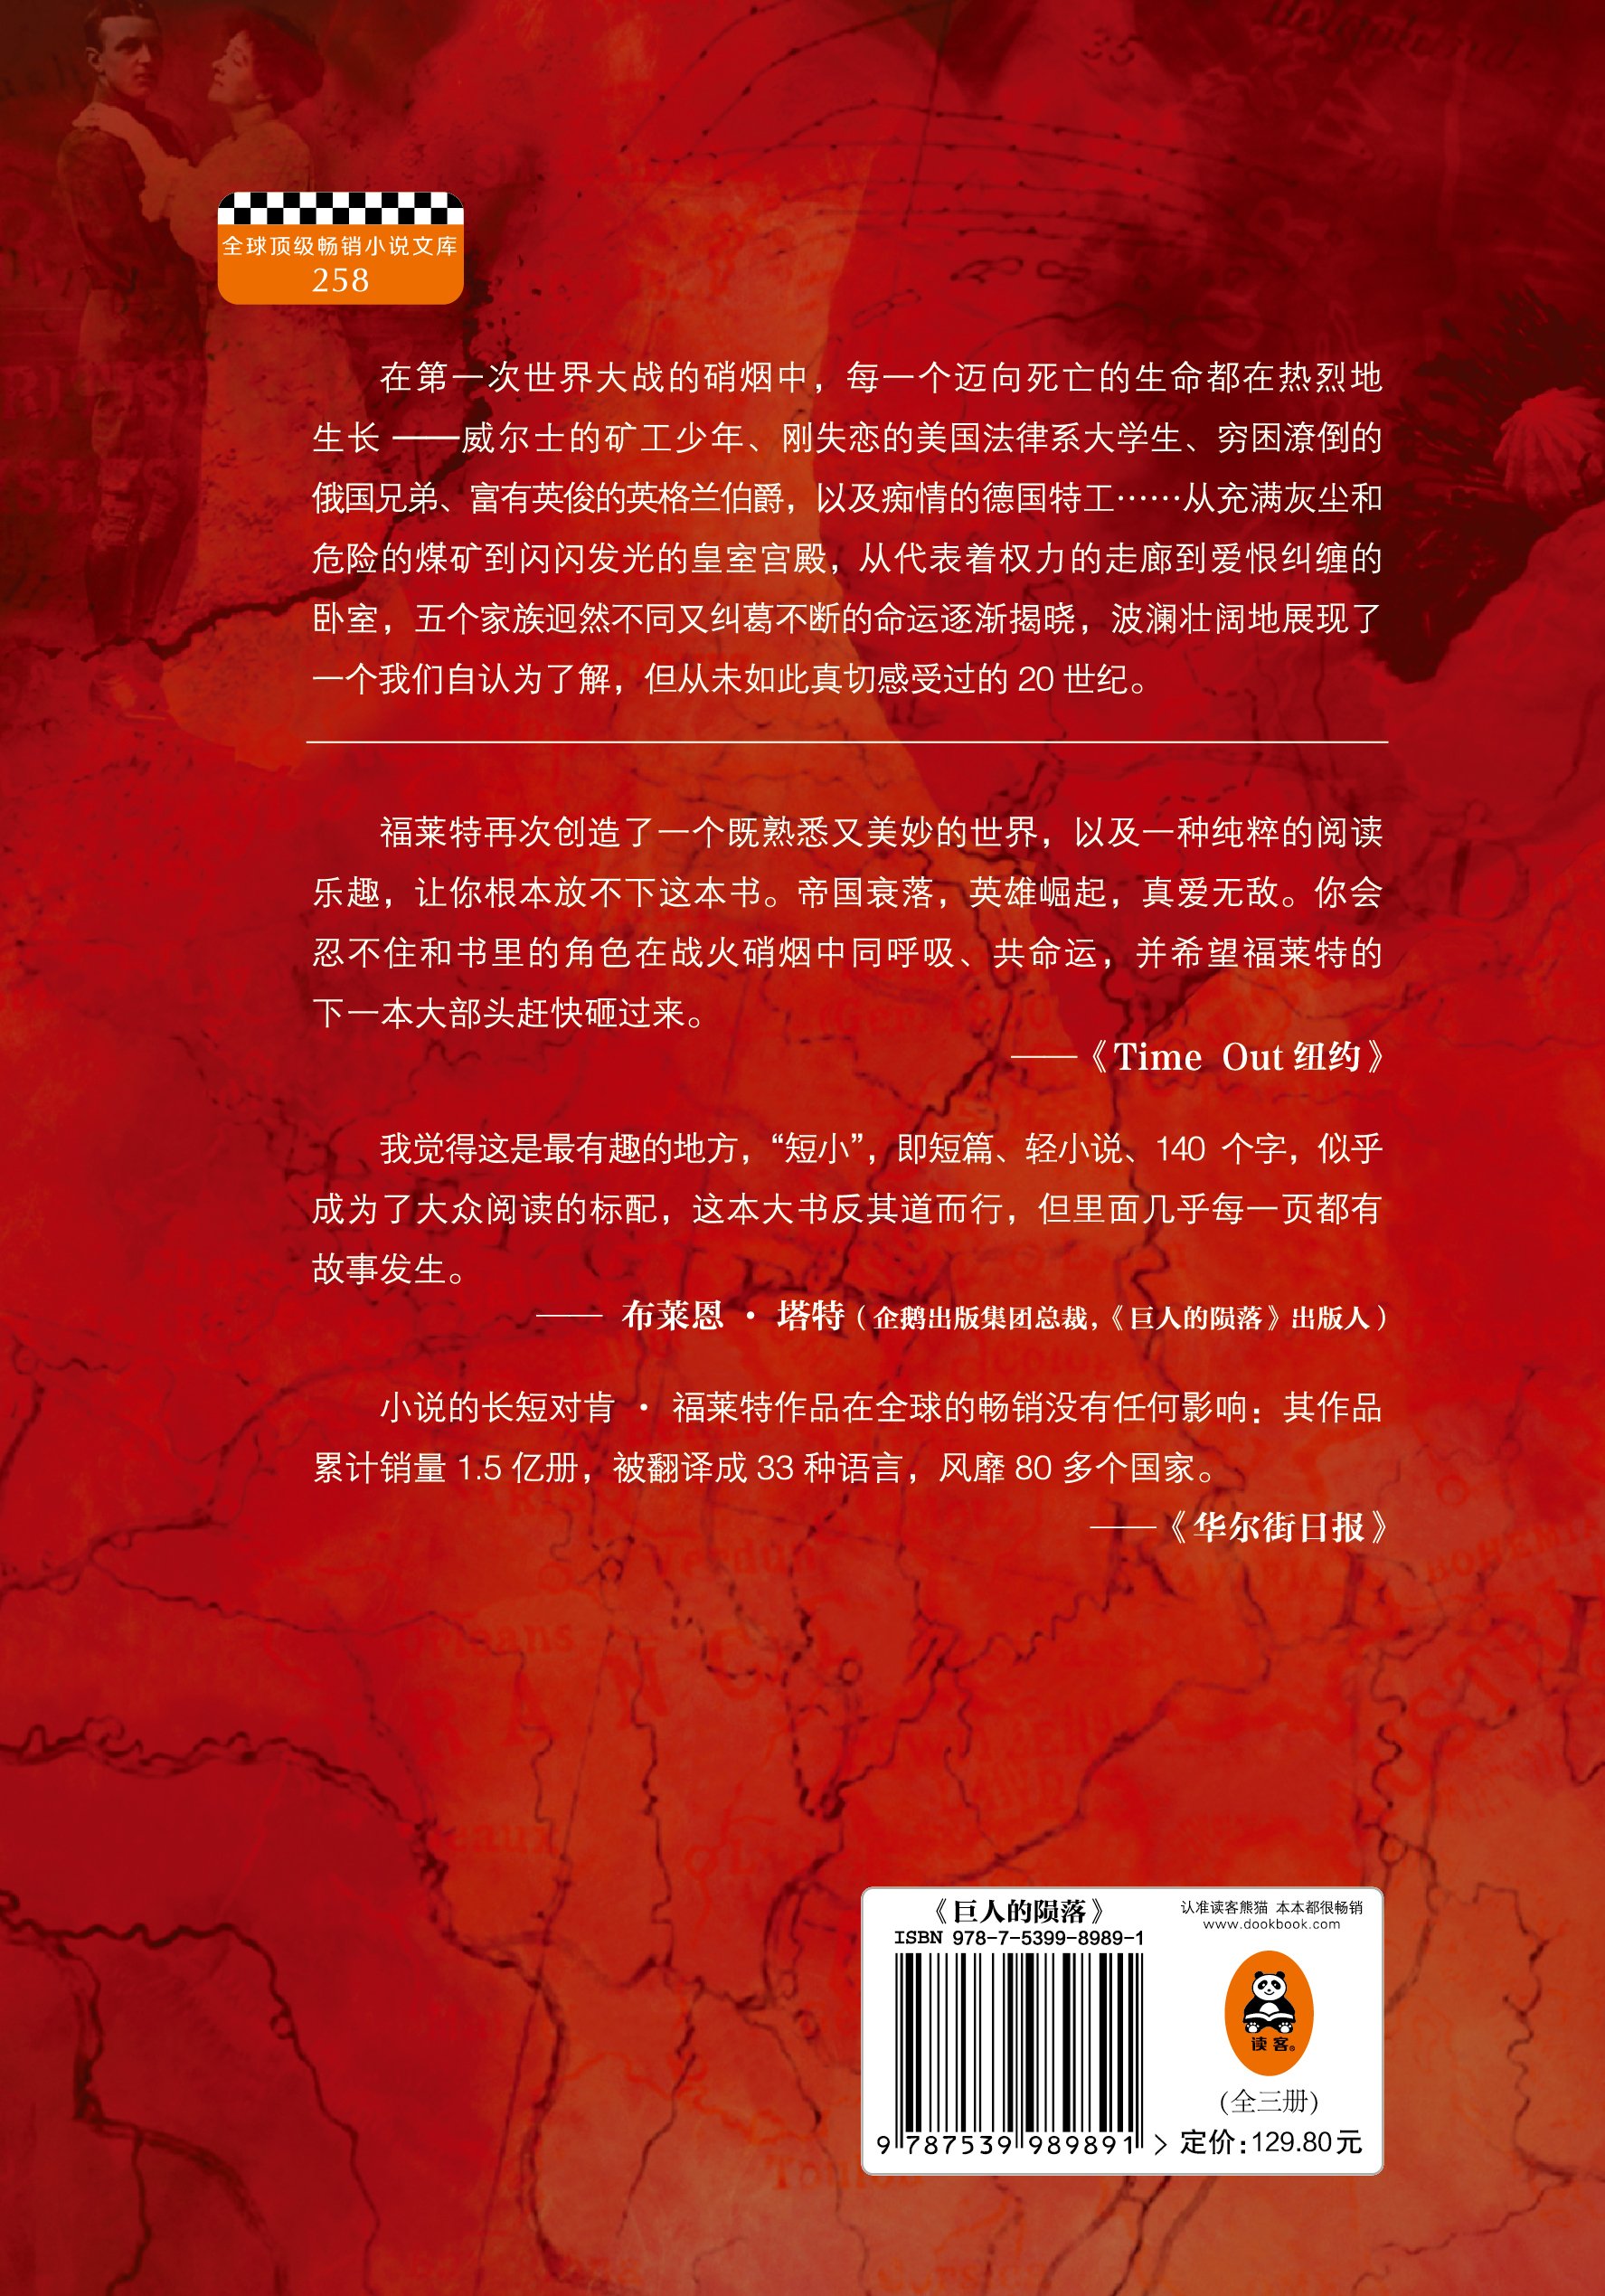 全球顶级畅销小说文库
258
在第一次世界大战的硝烟中，每一个迈向死亡的生命都在热烈地
生长 ——威尔士的矿工少年、刚失恋的美国法律系大学生、穷困潦倒的
俄国兄弟、富有英俊的英格兰伯爵，以及痴情的德国特工……从充满灰尘和
危险的煤矿到闪闪发光的皇室宫殿，从代表着权力的走廊到爱恨纠缠的
卧室，五个家族迥然不同又纠葛不断的命运逐渐揭晓，波澜壮阔地展现了
一个我们自认为了解，但从未如此真切感受过的 20 世纪。
福莱特再次创造了一个既熟悉又美妙的世界，以及一种纯粹的阅读
乐趣，让你根本放不下这本书。帝国衰落，英雄崛起，真爱无敌。你会
忍不住和书里的角色在战火硝烟中同呼吸、共命运，并希望福莱特的
下一本大部头赶快砸过来。
——《Time Out 纽约》
我觉得这是最有趣的地方，“短小”，即短篇、轻小说、140 个字，似乎
成为了大众阅读的标配，这本大书反其道而行，但里面几乎每一页都有
故事发生。
—— 布莱恩 · 塔特（企鹅出版集团总裁，《巨人的陨落》出版人）
小说的长短对肯 · 福莱特作品在全球的畅销没有任何影响：其作品
累计销量 1.5 亿册，被翻译成 33 种语言，风靡 80 多个国家。
——《华尔街日报》
《巨人的陨落》
ISBN 978-7-5399-8989-1
9 787539 989891 >
认准读客熊猫 本本都很畅销
www.dookbook.com
读客®
(全三册)
定价：129.80元